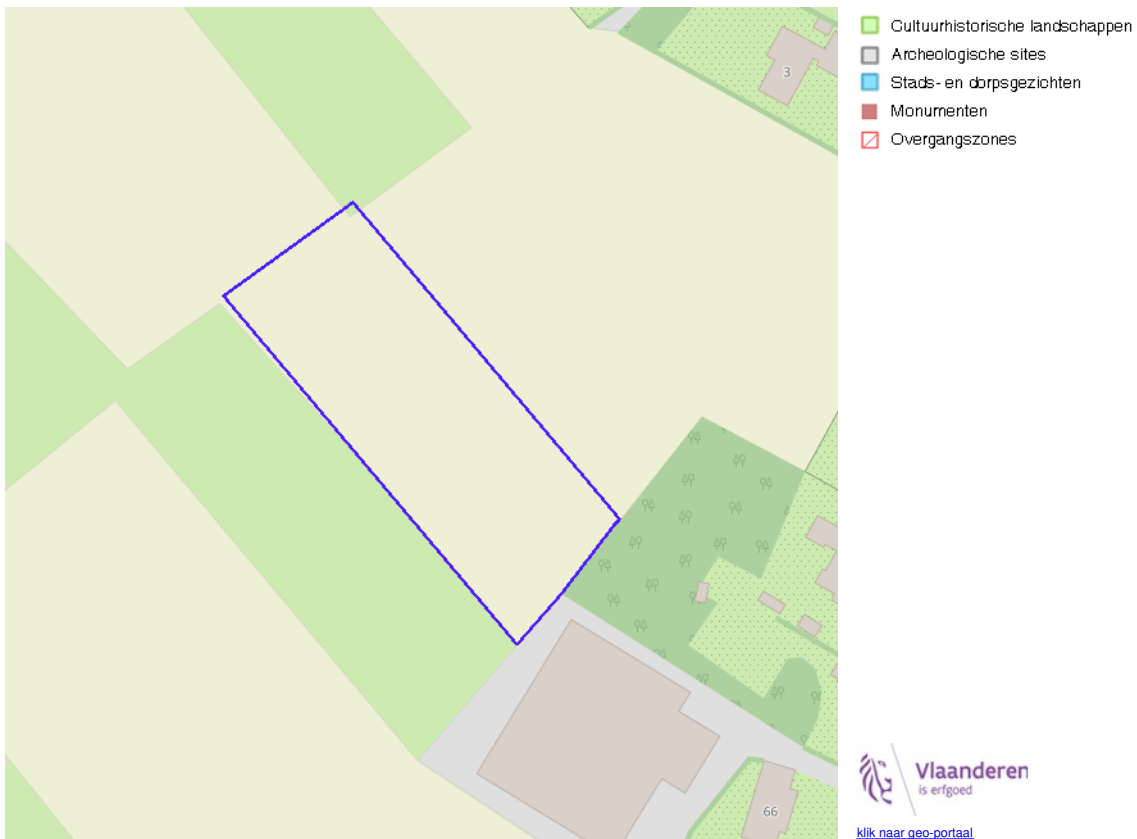 Cultuurhistorische landschappen
Archeologische sites
Stads- en dorpsgezichten
Monumenten
Overgangszones
3
66
Vlaanderen
is erfgoed
klik naar geo-portaal